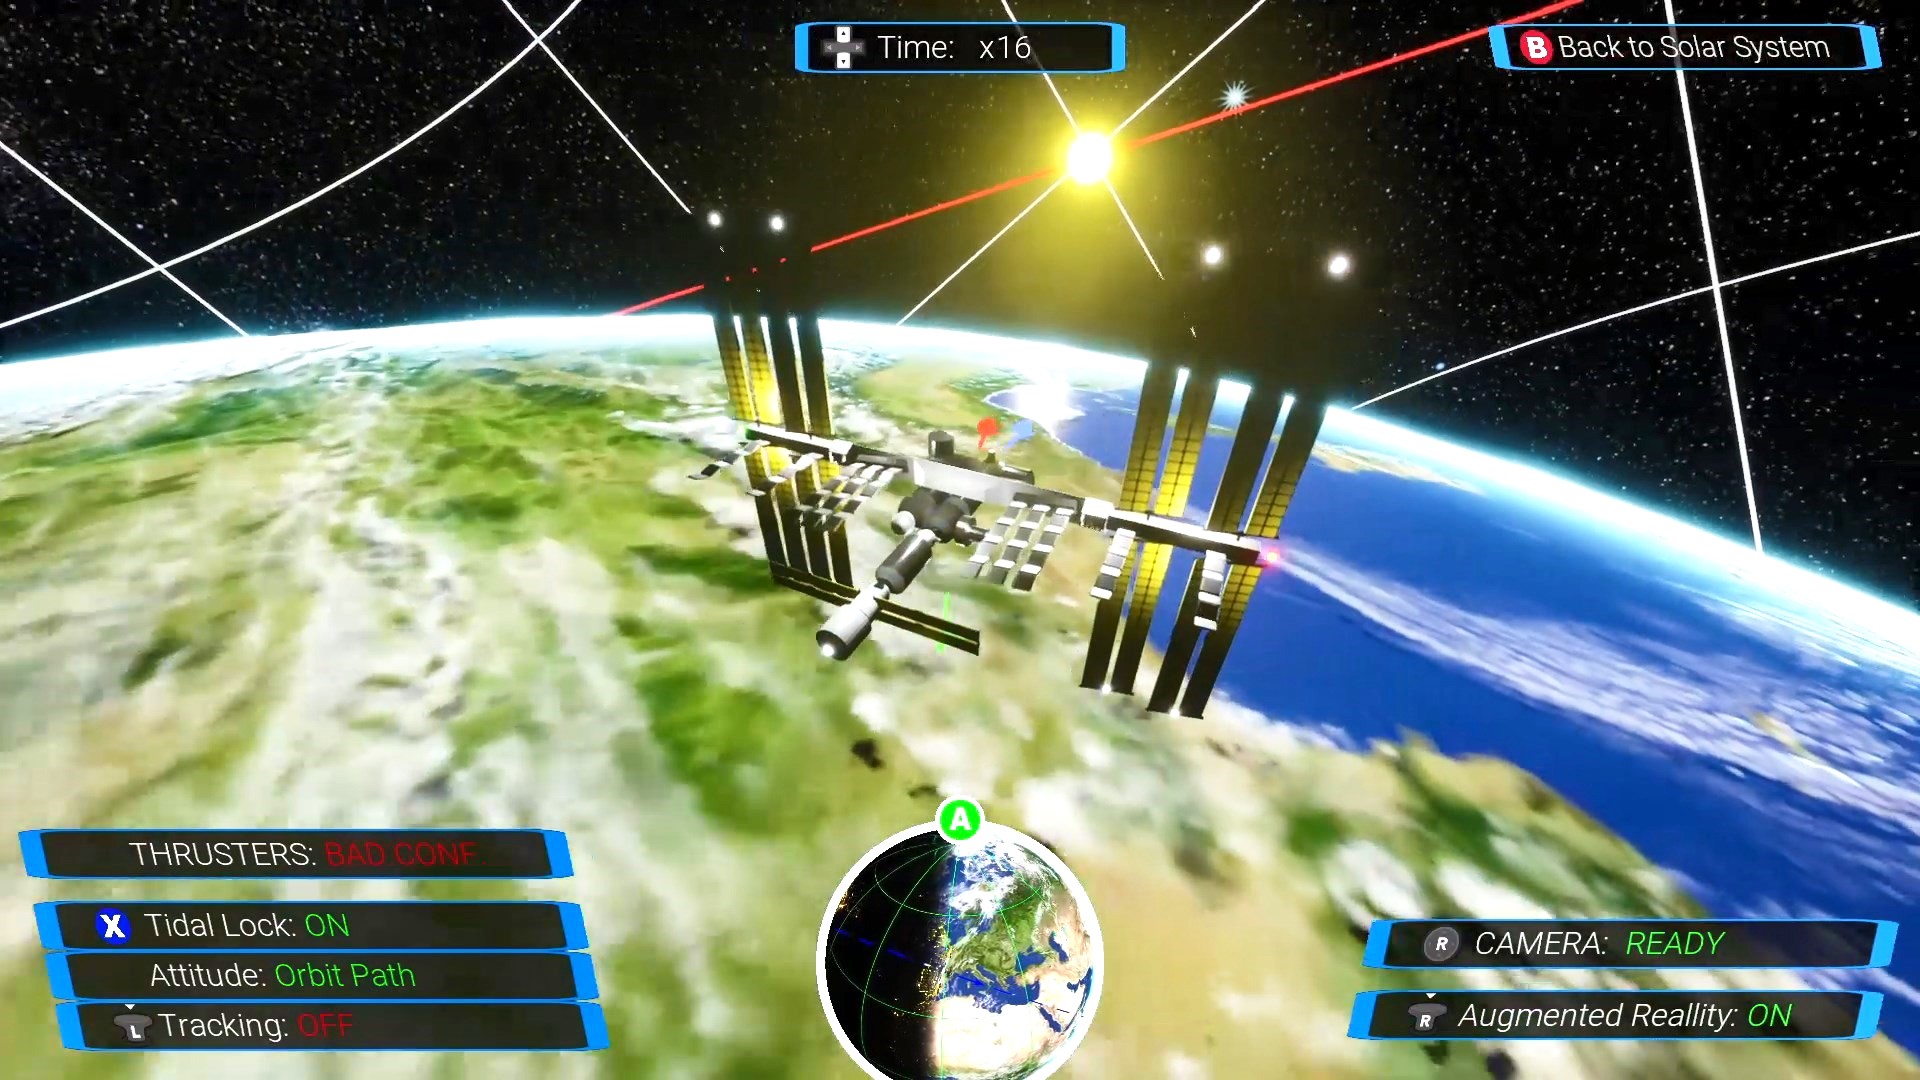 Time: x16
B Back to Solar System
A
THRUSTERS: BAD CONF.
X Tidal Lock: ON
Attitude: Orbit Path
L Tracking: OFF
R CAMERA: READY
R Augmented Reallity: ON